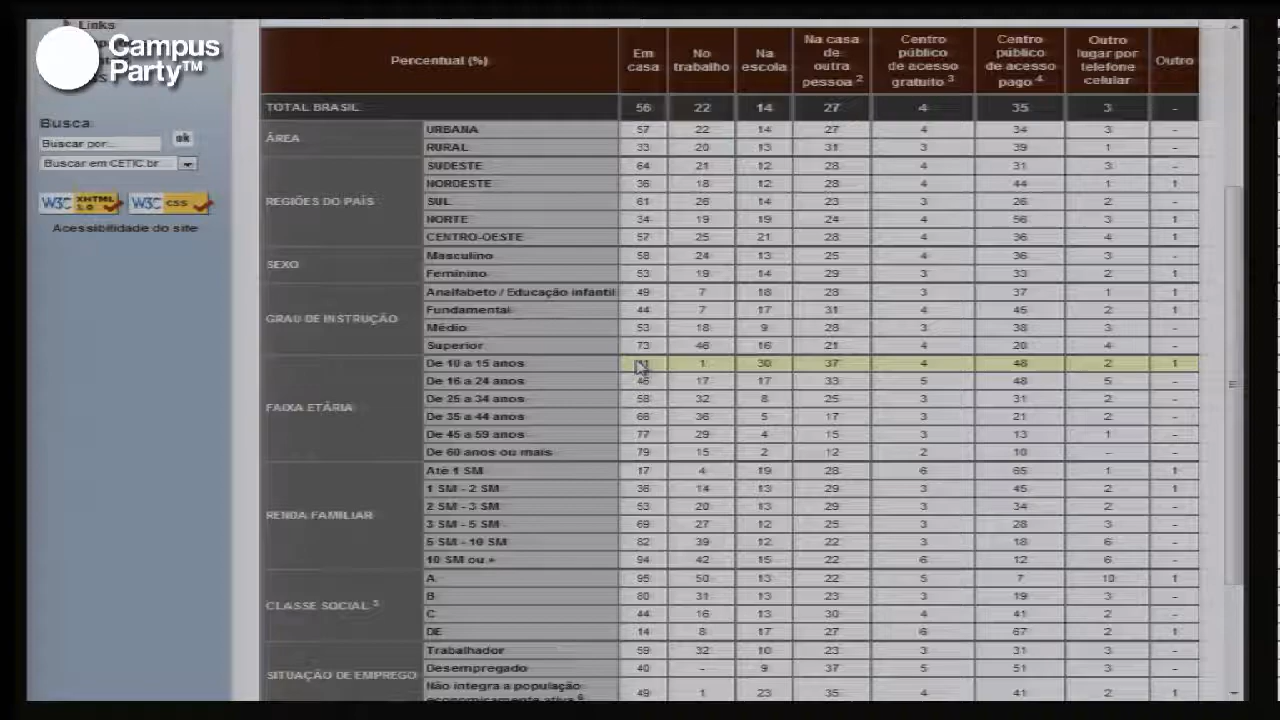 Links
Campus
Party™
Busca
Buscar por...
ok
Buscar em CETIC.br
W3C XHTML 1.0
W3C css
Acessibilidade do site
Percentual (%) Em casa No trabalho Na escola Na casa de outra pessoa 2 Centro público de acesso gratuito 3 Centro público de acesso pago 4 Outro lugar por telefone celular Outro
TOTAL BRASIL 56 22 14 27 4 35 3 -
ÁREA
URBANA 57 22 14 27 4 34 3 -
RURAL 33 20 13 31 3 39 1 -
REGIÕES DO PAÍS
SUDESTE 64 21 12 28 4 31 3 -
NORDESTE 36 18 12 28 4 44 1 1
SUL 61 26 14 23 3 26 2 -
NORTE 34 19 19 24 4 56 3 1
CENTRO-OESTE 57 25 21 28 4 36 4 1
SEXO
Masculino 58 24 13 25 4 36 3 -
Feminino 53 19 14 29 3 33 2 1
GRAU DE INSTRUÇÃO
Analfabeto / Educação infantil 49 7 18 28 3 37 1 1
Fundamental 44 7 17 31 4 45 2 1
Médio 53 18 9 28 3 38 3 -
Superior 73 46 16 21 4 20 4 -
FAIXA ETÁRIA
De 10 a 15 anos 1 30 37 4 48 2 1
De 16 a 24 anos 46 17 17 33 5 48 5 -
De 25 a 34 anos 58 32 8 25 3 31 2 -
De 35 a 44 anos 66 36 5 17 3 21 2 -
De 45 a 59 anos 77 29 4 15 3 13 1 -
De 60 anos ou mais 79 15 2 12 2 10 - -
RENDA FAMILIAR
Até 1 SM 17 4 19 28 6 65 1 1
1 SM - 2 SM 36 14 13 29 3 45 2 1
2 SM - 3 SM 53 20 13 29 3 34 2 -
3 SM - 5 SM 69 27 12 25 3 28 3 -
5 SM - 10 SM 82 39 12 22 3 18 6 -
10 SM ou + 94 42 15 22 6 12 6 -
CLASSE SOCIAL 5
A 95 50 13 22 5 7 10 1
B 80 31 13 23 3 19 3 -
C 44 16 13 30 4 41 2 -
DE 14 8 17 27 6 67 2 1
SITUAÇÃO DE EMPREGO
Trabalhador 59 32 10 23 3 31 3 -
Desempregado 40 - 9 37 5 51 3 -
Não integra a população economicamente ativa 6 49 1 23 35 4 41 2 1